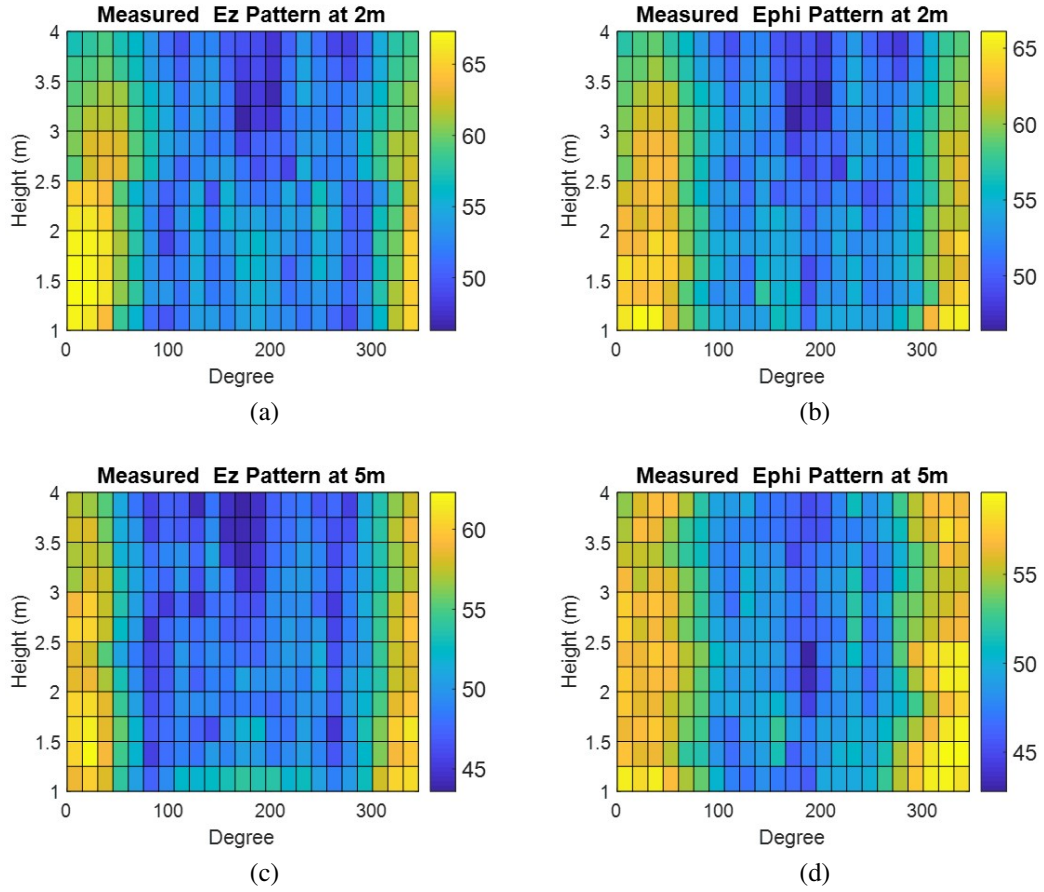 Measured Ez Pattern at 2m
4
3.5
3
2.5
2
1.5
1
Height (m)
0 100 200 300
Degree
65
60
55
50
(a)
Measured Ephi Pattern at 2m
4
3.5
3
2.5
2
1.5
1
Height (m)
0 100 200 300
Degree
65
60
55
50
(b)
Measured Ez Pattern at 5m
4
3.5
3
2.5
2
1.5
1
Height (m)
0 100 200 300
Degree
60
55
50
45
(c)
Measured Ephi Pattern at 5m
4
3.5
3
2.5
2
1.5
1
Height (m)
0 100 200 300
Degree
55
50
45
(d)